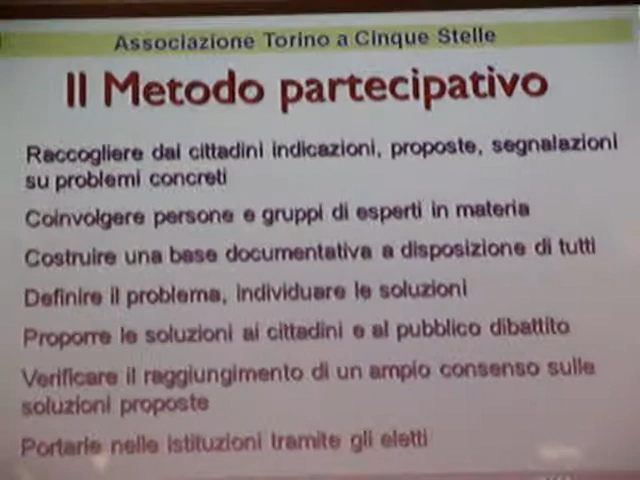 Associazione Torino a Cinque Stelle
Il Metodo partecipativo
Raccogliere dai cittadini indicazioni, proposte, segnalazioni
su problemi concreti
Coinvolgere persone e gruppi di esperti in materia
Costruire una base documentativa a disposizione di tutti
Definire il problema, individuare le soluzioni
Proporre le soluzioni ai cittadini e al pubblico dibattito
Verificare il raggiungimento di un ampio consenso sulle
soluzioni proposte
Portarle nelle istituzioni tramite gli eletti